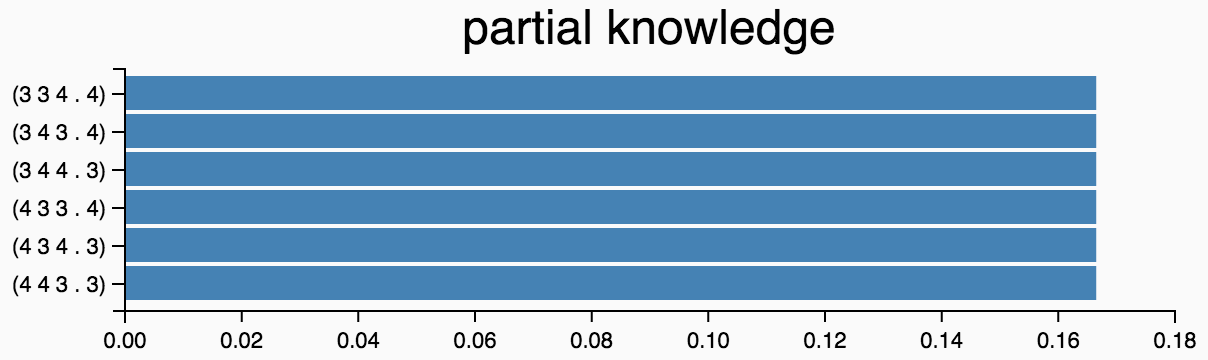 partial knowledge
(3 3 4 . 4)
(3 4 3 . 4)
(3 4 4 . 3)
(4 3 3 . 4)
(4 3 4 . 3)
(4 4 3 . 3)
0.00 0.02 0.04 0.06 0.08 0.10 0.12 0.14 0.16 0.18